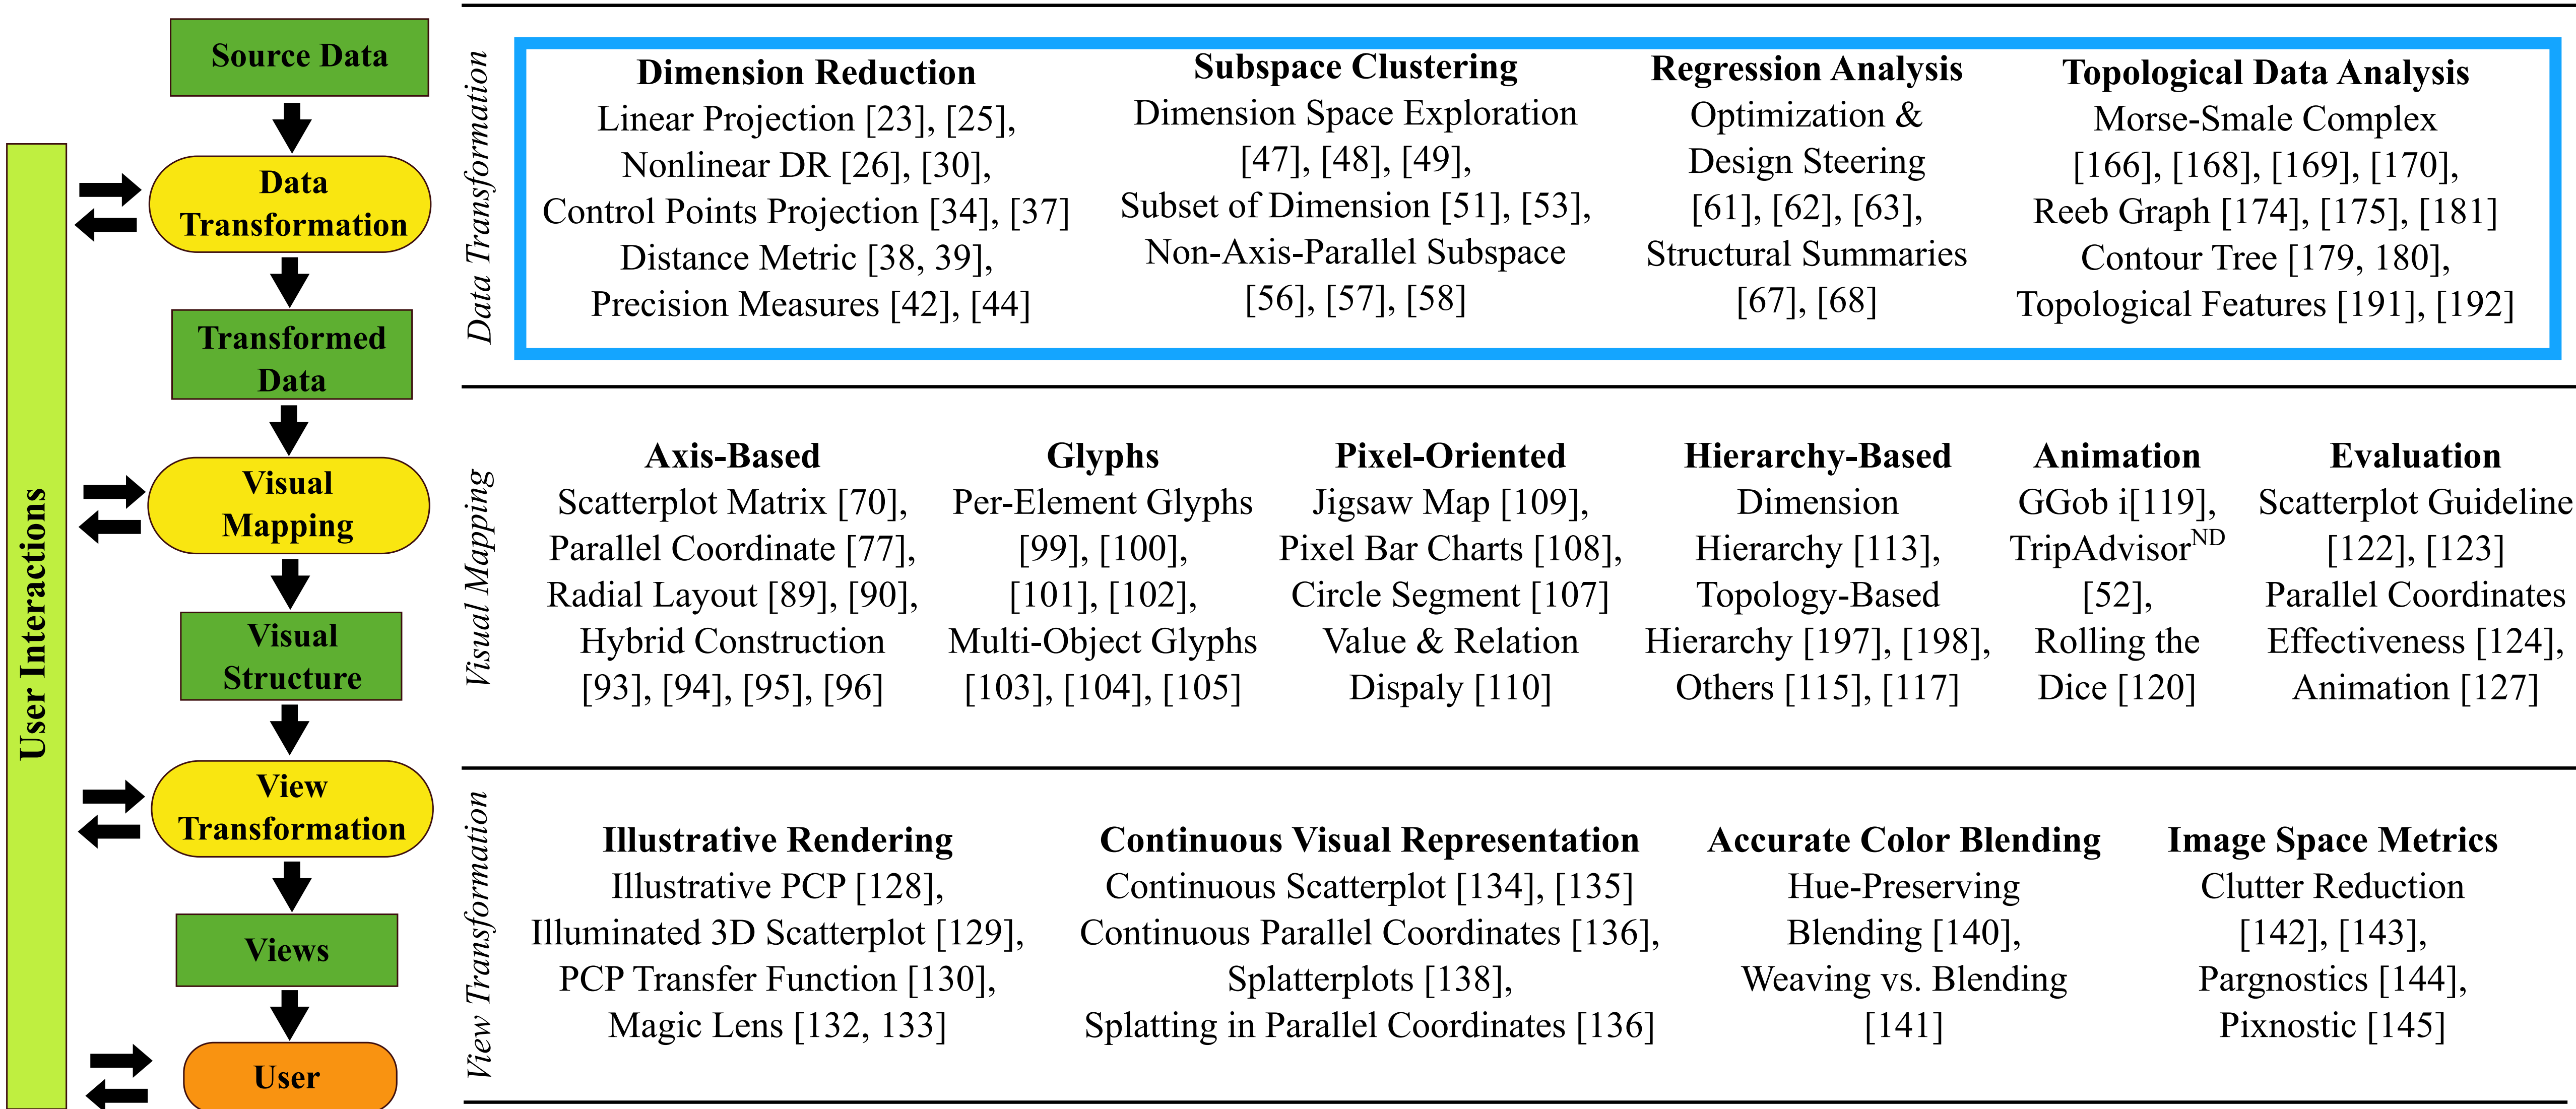 User Interactions
Source Data
Data
Transformation
Transformed
Data
Visual
Mapping
Visual
Structure
View
Transformation
Views
User
Data Transformation
Dimension Reduction
Linear Projection [23], [25],
Nonlinear DR [26], [30],
Control Points Projection [34], [37]
Distance Metric [38, 39],
Precision Measures [42], [44]
Subspace Clustering
Dimension Space Exploration
[47], [48], [49],
Subset of Dimension [51], [53],
Non-Axis-Parallel Subspace
[56], [57], [58]
Regression Analysis
Optimization &
Design Steering
[61], [62], [63],
Structural Summaries
[67], [68]
Topological Data Analysis
Morse-Smale Complex
[166], [168], [169], [170],
Reeb Graph [174], [175], [181]
Contour Tree [179, 180],
Topological Features [191], [192]
Visual Mapping
Axis-Based
Scatterplot Matrix [70],
Parallel Coordinate [77],
Radial Layout [89], [90],
Hybrid Construction
[93], [94], [95], [96]
Glyphs
Per-Element Glyphs
[99], [100],
[101], [102],
Multi-Object Glyphs
[103], [104], [105]
Pixel-Oriented
Jigsaw Map [109],
Pixel Bar Charts [108],
Circle Segment [107]
Value & Relation
Dispaly [110]
Hierarchy-Based
Dimension
Hierarchy [113],
Topology-Based
Hierarchy [197], [198],
Others [115], [117]
Animation
GGob i[119],
TripAdvisorND
[52],
Rolling the
Dice [120]
Evaluation
Scatterplot Guideline
[122], [123]
Parallel Coordinates
Effectiveness [124],
Animation [127]
View Transformation
Illustrative Rendering
Illustrative PCP [128],
Illuminated 3D Scatterplot [129],
PCP Transfer Function [130],
Magic Lens [132, 133]
Continuous Visual Representation
Continuous Scatterplot [134], [135]
Continuous Parallel Coordinates [136],
Splatterplots [138],
Splatting in Parallel Coordinates [136]
Accurate Color Blending
Hue-Preserving
Blending [140],
Weaving vs. Blending
[141]
Image Space Metrics
Clutter Reduction
[142], [143],
Pargnostics [144],
Pixnostic [145]